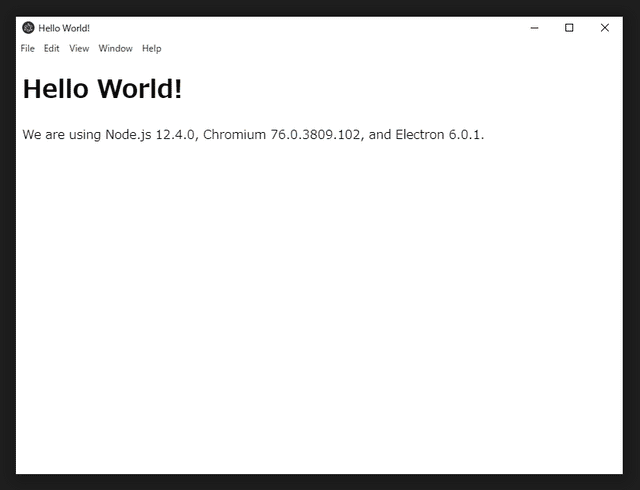 Hello World!
File Edit View Window Help
Hello World!
We are using Node.js 12.4.0, Chromium 76.0.3809.102, and Electron 6.0.1.